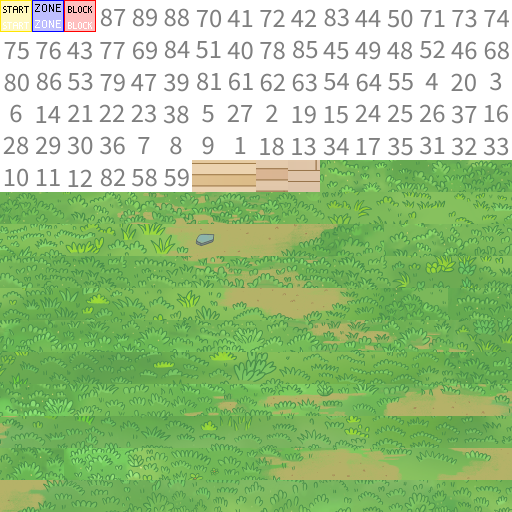 START ZONE BLOCK 87 89 88 70 41 72 42 83 44 50 71 73 74
START ZONE BLOCK
75 76 43 77 69 84 51 40 78 85 45 49 48 52 46 68
80 86 53 79 47 39 81 61 62 63 54 64 55 4 20 3
6 14 21 22 23 38 5 27 2 19 15 24 25 26 37 16
28 29 30 36 7 8 9 1 18 13 34 17 35 31 32 33
10 11 12 82 58 59